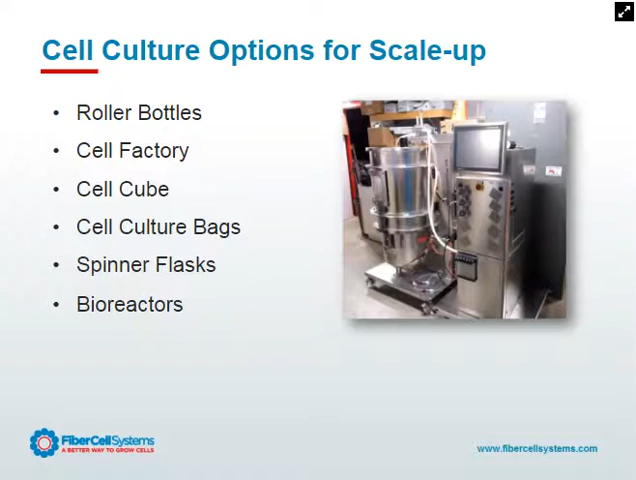 Cell Culture Options for Scale-up
• Roller Bottles
• Cell Factory
• Cell Cube
• Cell Culture Bags
• Spinner Flasks
• Bioreactors
FiberCellSystems
A BETTER WAY TO GROW CELLS
www.fibercellsystems.com